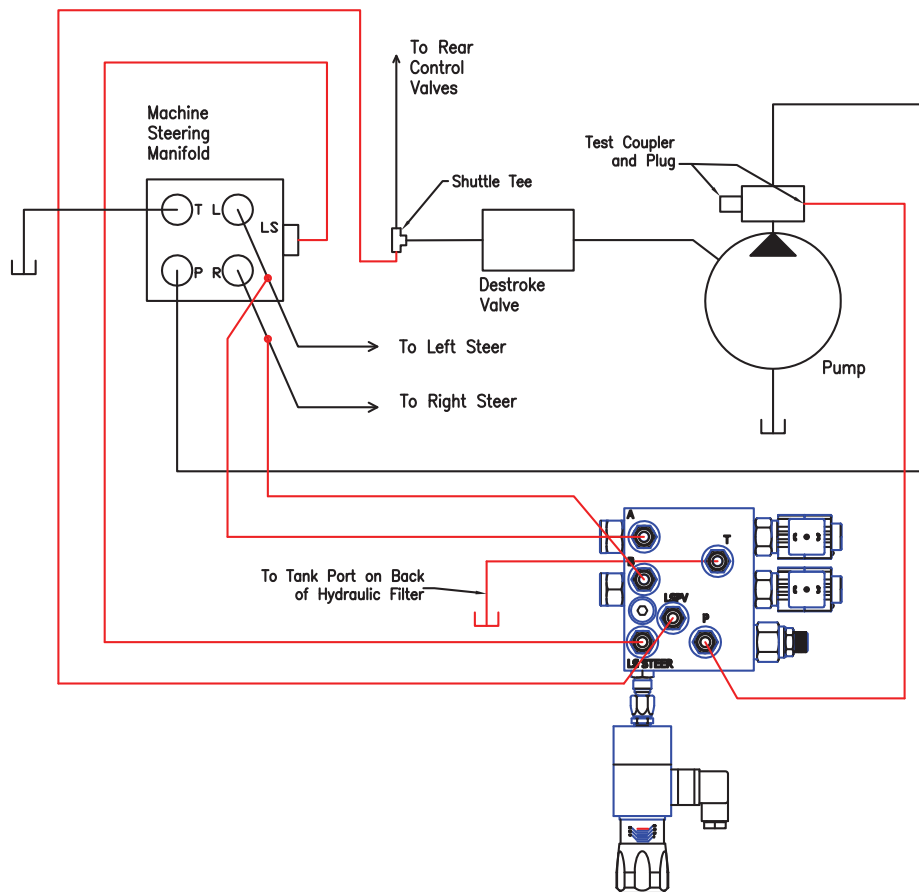 To Rear
Control
Valves
Machine
Steering
Manifold
Test Coupler
and Plug
Shuttle Tee
T L
LS
P R
Destroke
Valve
To Left Steer
Pump
To Right Steer
A
T
B
To Tank Port on Back
of Hydraulic Filter
LSPV
P
LS STEER